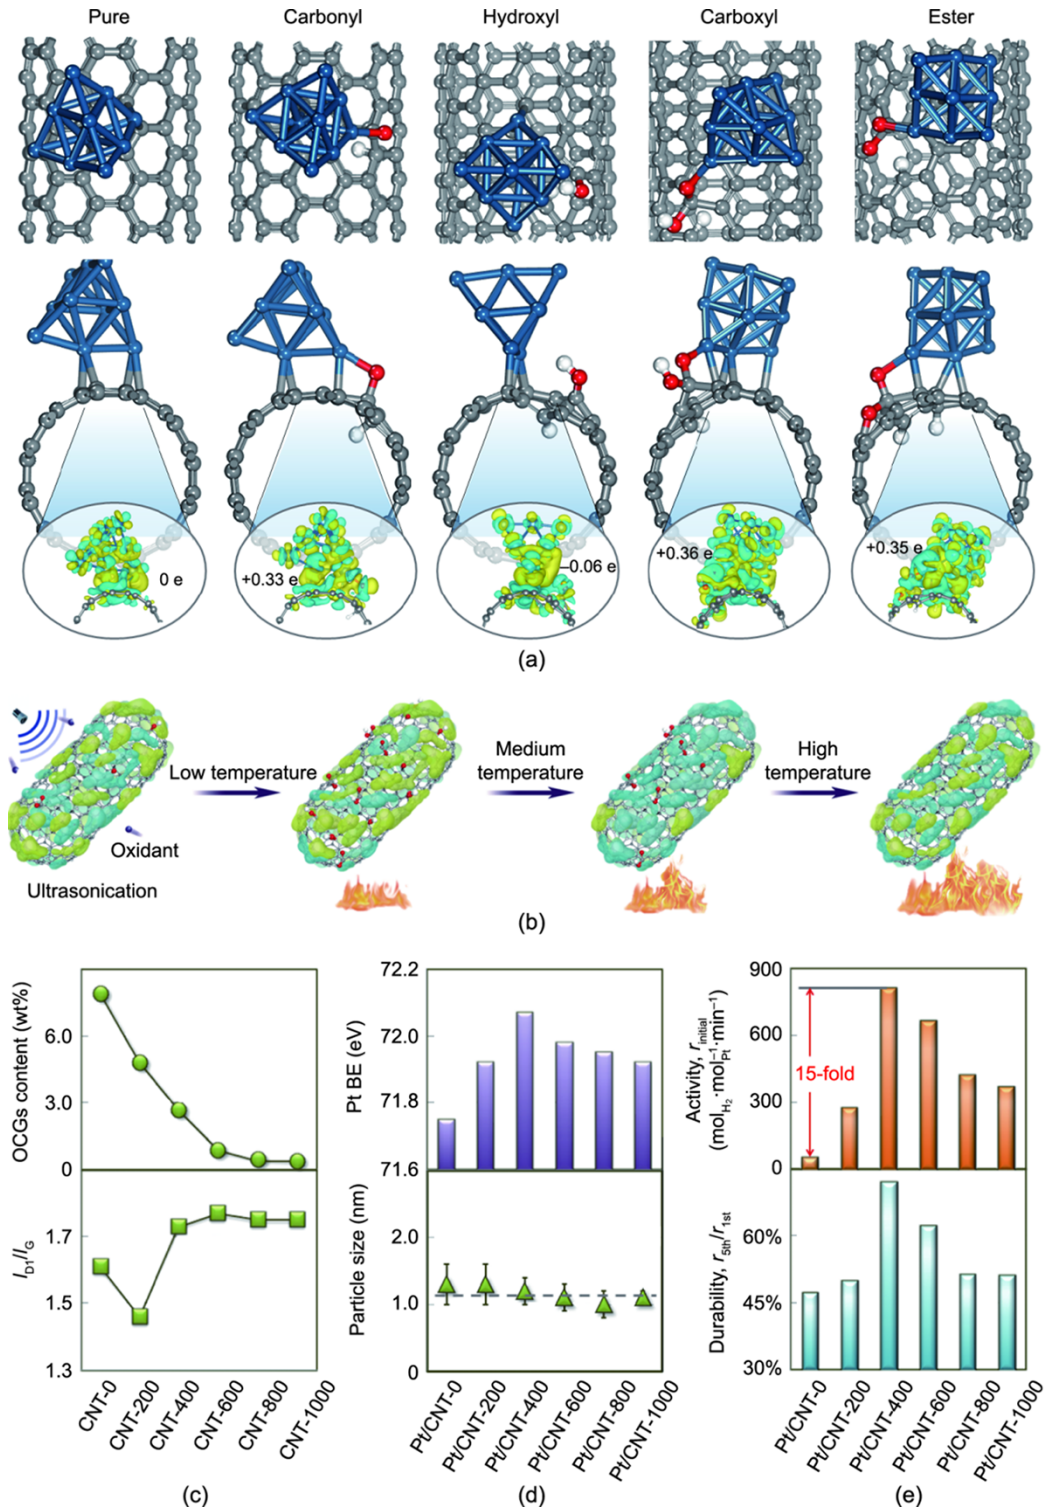 Pure Carbonyl Hydroxyl Carboxyl Ester
0 e
+0.33 e
−0.06 e
+0.36 e
+0.35 e
(a)
Low temperature
Medium
temperature
High
temperature
Oxidant
Ultrasonication
(b)
OCGs content (wt%)
6.0
3.0
0
I_D1/I_G
1.7
1.5
1.3
CNT-0
CNT-200
CNT-400
CNT-600
CNT-800
CNT-1000
(c)
Pt BE (eV)
72.2
72.0
71.8
71.6
Particle size (nm)
2.0
1.0
0
Pt/CNT-0
Pt/CNT-200
Pt/CNT-400
Pt/CNT-600
Pt/CNT-800
Pt/CNT-1000
(d)
Activity, r_initial
(mol_H₂·mol_Pt⁻¹·min⁻¹)
900
600
300
0
15-fold
Durability, r_5th/r_1st
60%
45%
30%
Pt/CNT-0
Pt/CNT-200
Pt/CNT-400
Pt/CNT-600
Pt/CNT-800
Pt/CNT-1000
(e)